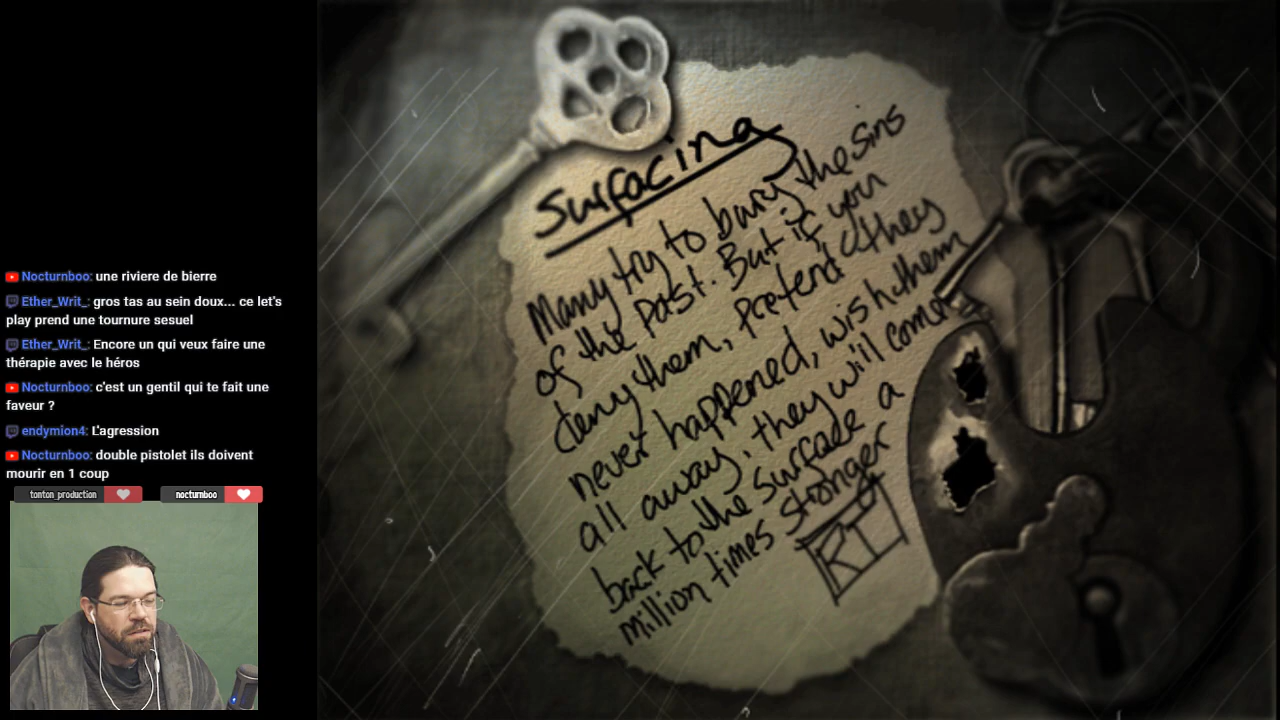 Nocturnboo: une riviere de bierre
Ether_Writ_: gros tas au sein doux... ce let's
play prend une tournure sesuel
Ether_Writ_: Encore un qui veux faire une
thérapie avec le héros
Nocturnboo: c'est un gentil qui te fait une
faveur ?
endymion4: L'agression
Nocturnboo: double pistolet ils doivent
mourir en 1 coup
tonton_production
nocturnboo
Surfacing
Many try to bury the sins
of the past. But if you
deny them, pretend they
never happened, wish them
all away, they will come
back to the surface a
million times stronger
RI